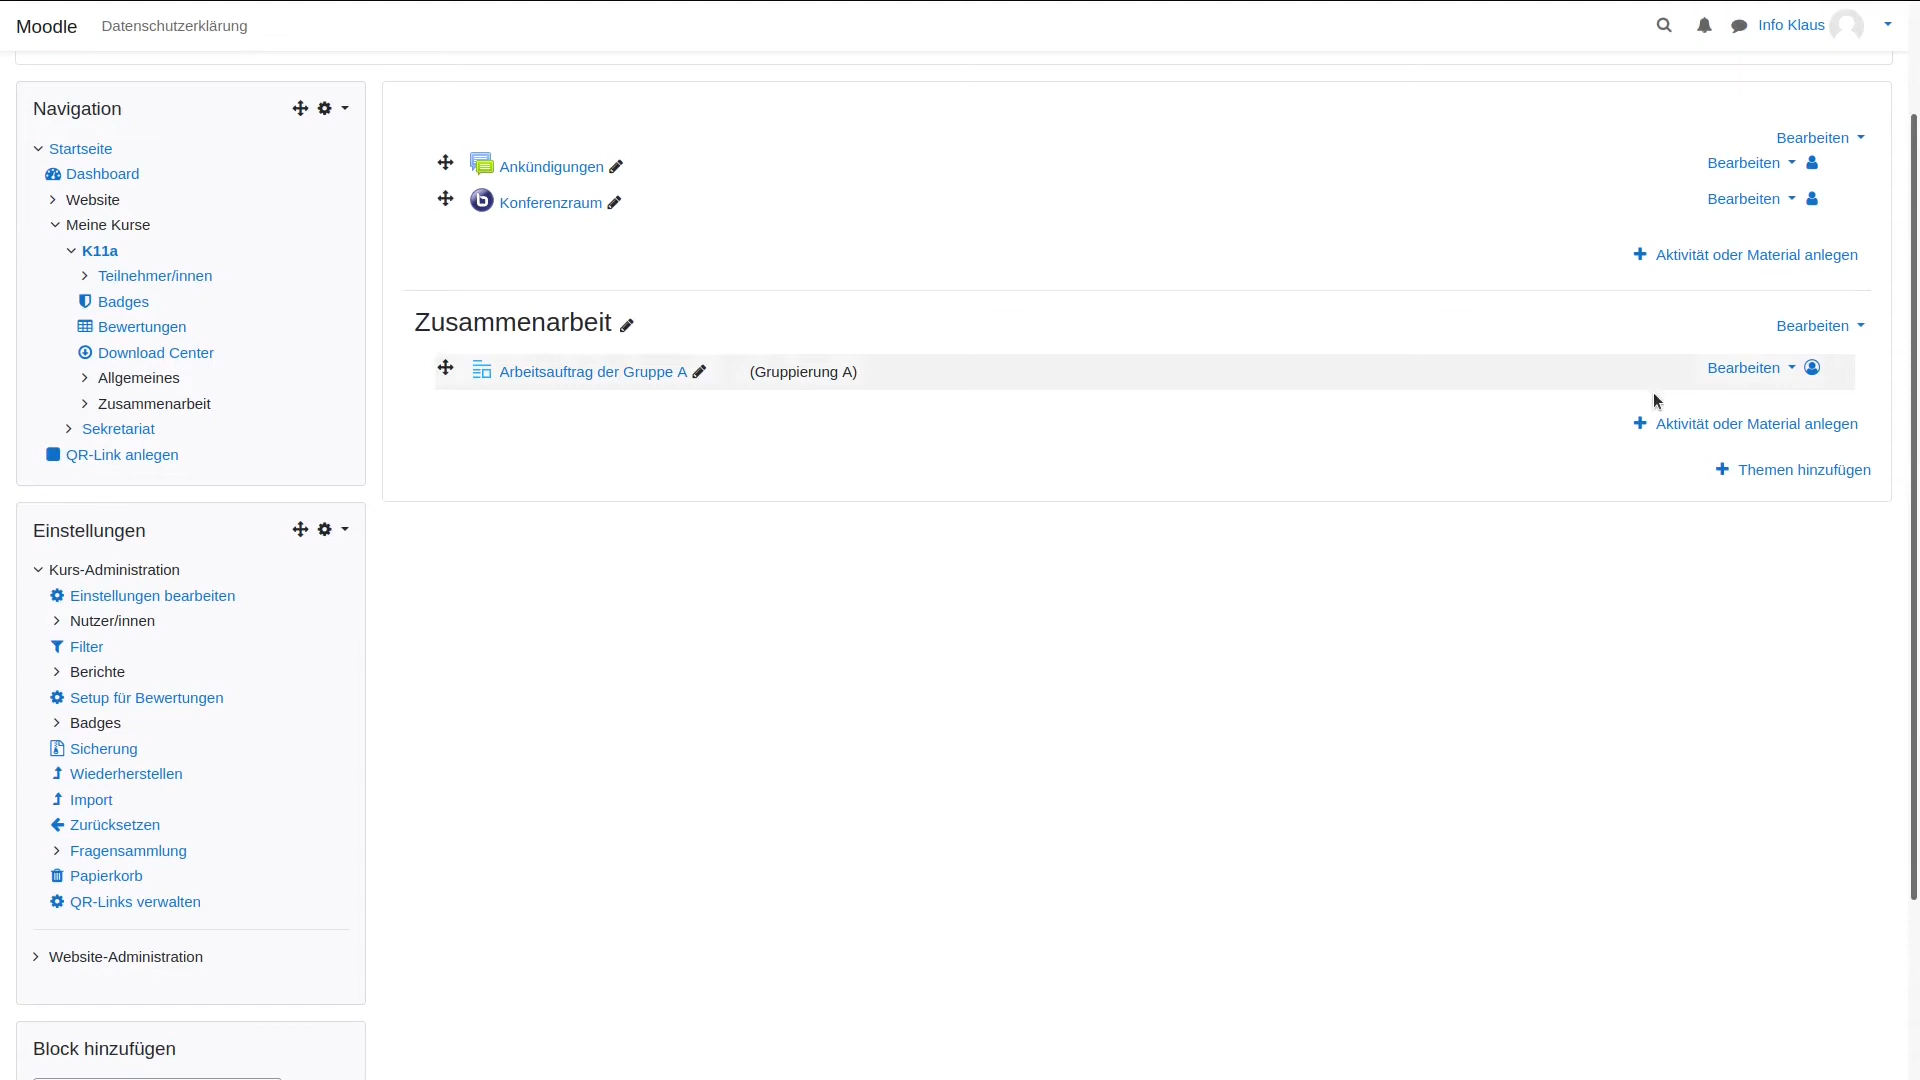 Moodle Datenschutzerklärung Info Klaus
Navigation
Startseite
Dashboard
Website
Meine Kurse
K11a
Teilnehmer/innen
Badges
Bewertungen
Download Center
Allgemeines
Zusammenarbeit
Sekretariat
QR-Link anlegen
Einstellungen
Kurs-Administration
Einstellungen bearbeiten
Nutzer/innen
Filter
Berichte
Setup für Bewertungen
Badges
Sicherung
Wiederherstellen
Import
Zurücksetzen
Fragensammlung
Papierkorb
QR-Links verwalten
Website-Administration
Block hinzufügen
Bearbeiten
Ankündigungen Bearbeiten
Konferenzraum Bearbeiten
Aktivität oder Material anlegen
Zusammenarbeit Bearbeiten
Arbeitsauftrag der Gruppe A (Gruppierung A) Bearbeiten
Aktivität oder Material anlegen
Themen hinzufügen